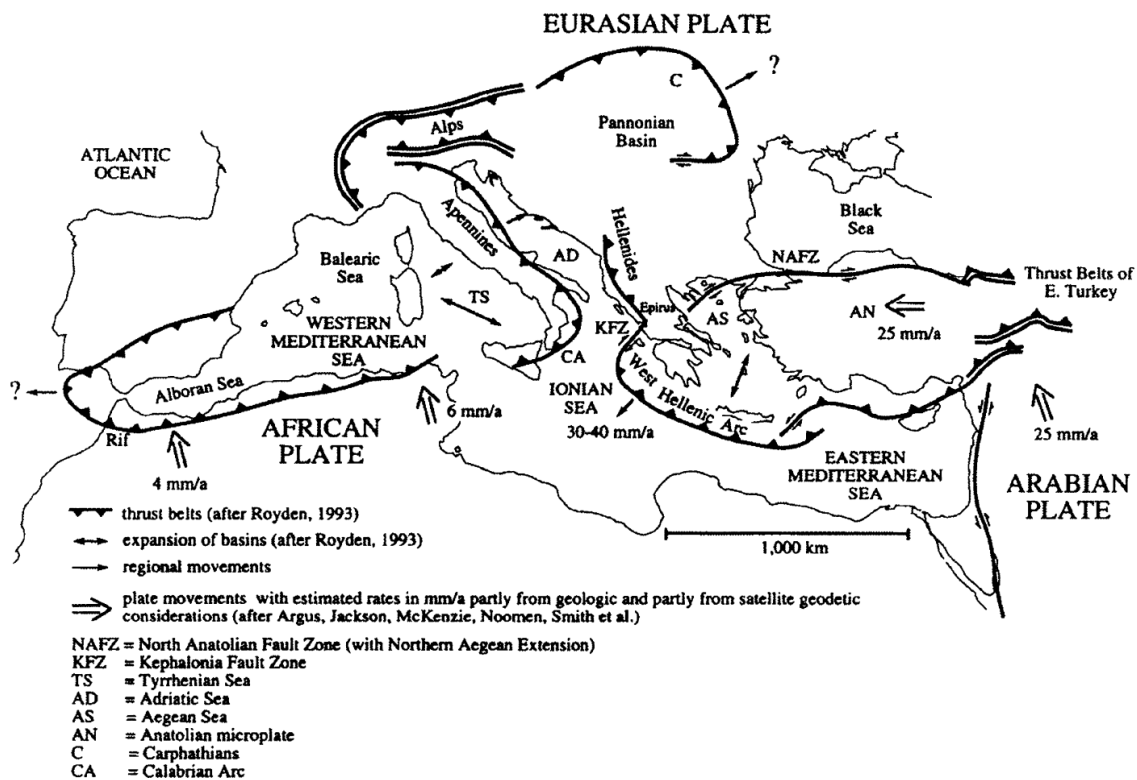 EURASIAN PLATE
?
C
Alps
Pannonian
Basin
ATLANTIC
OCEAN
Black
Sea
Apennines
Hellenides
Balearic
Sea
AD
NAFZ
Thrust Belts of
E. Turkey
TS
Epirus
AS
AN
25 mm/a
WESTERN
MEDITERRANEAN
SEA
KFZ
CA
West Hellenic Arc
?
Alboran Sea
IONIAN
SEA
30-40 mm/a
6 mm/a
Rif
AFRICAN
PLATE
25 mm/a
4 mm/a
EASTERN
MEDITERRANEAN
SEA
ARABIAN
PLATE
1,000 km
thrust belts (after Royden, 1993)
expansion of basins (after Royden, 1993)
regional movements
plate movements with estimated rates in mm/a partly from geologic and partly from satellite geodetic
considerations (after Argus, Jackson, McKenzie, Noomen, Smith et al.)
NAFZ = North Anatolian Fault Zone (with Northern Aegean Extension)
KFZ = Kephalonia Fault Zone
TS = Tyrrhenian Sea
AD = Adriatic Sea
AS = Aegean Sea
AN = Anatolian microplate
C = Carphathians
CA = Calabrian Arc